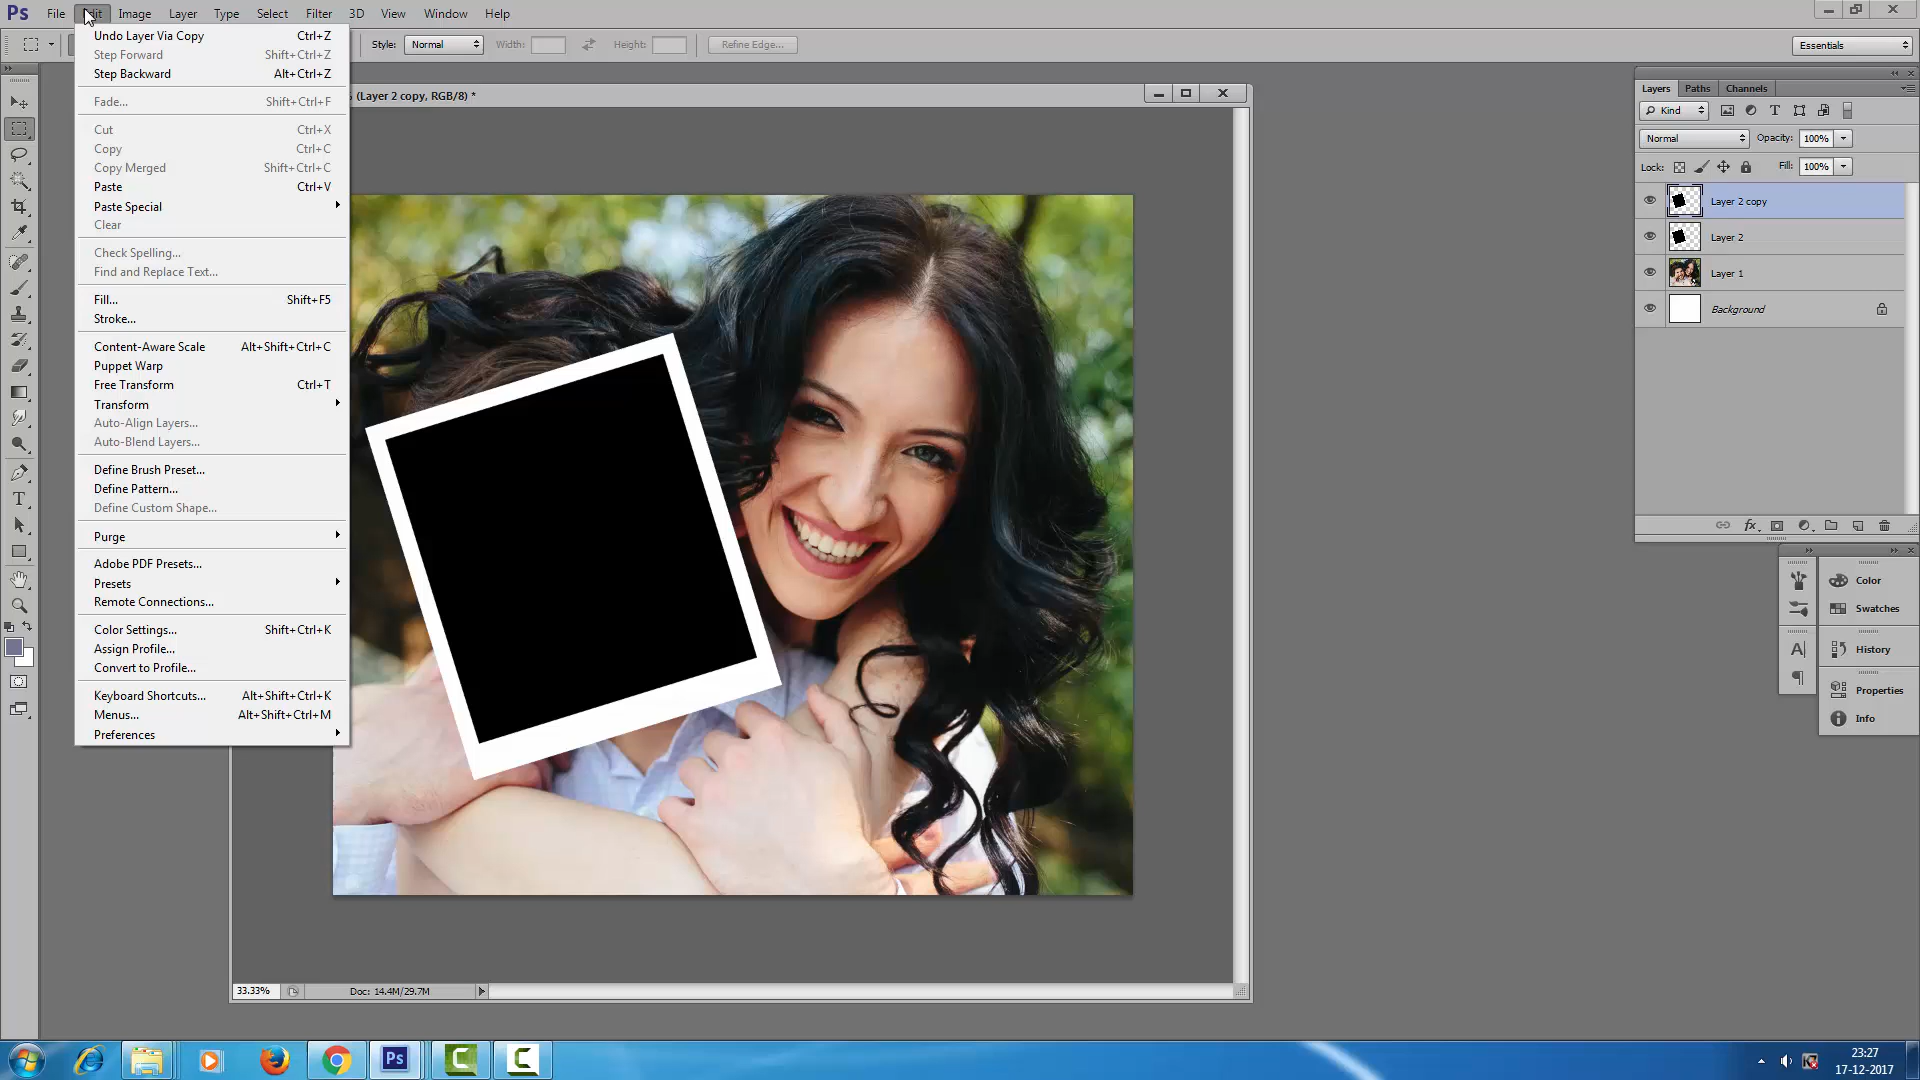 Ps File Edit Image Layer Type Select Filter 3D View Window Help
Style: Normal Width: Height: Refine Edge... Essentials
Undo Layer Via Copy Ctrl+Z
Step Forward Shift+Ctrl+Z
Step Backward Alt+Ctrl+Z
Fade... Shift+Ctrl+F
Cut Ctrl+X
Copy Ctrl+C
Copy Merged Shift+Ctrl+C
Paste Ctrl+V
Paste Special
Clear
Check Spelling...
Find and Replace Text...
Fill... Shift+F5
Stroke...
Content-Aware Scale Alt+Shift+Ctrl+C
Puppet Warp
Free Transform Ctrl+T
Transform
Auto-Align Layers...
Auto-Blend Layers...
Define Brush Preset...
Define Pattern...
Define Custom Shape...
Purge
Adobe PDF Presets...
Presets
Remote Connections...
Color Settings... Shift+Ctrl+K
Assign Profile...
Convert to Profile...
Keyboard Shortcuts... Alt+Shift+Ctrl+K
Menus... Alt+Shift+Ctrl+M
Preferences
(Layer 2 copy, RGB/8) *
33.33% Doc: 14.4M/29.7M
Layers Paths Channels
Kind
Normal Opacity: 100%
Lock: Fill: 100%
Layer 2 copy
Layer 2
Layer 1
Background
Color
Swatches
History
Properties
Info
Ps
23:27
17-12-2017